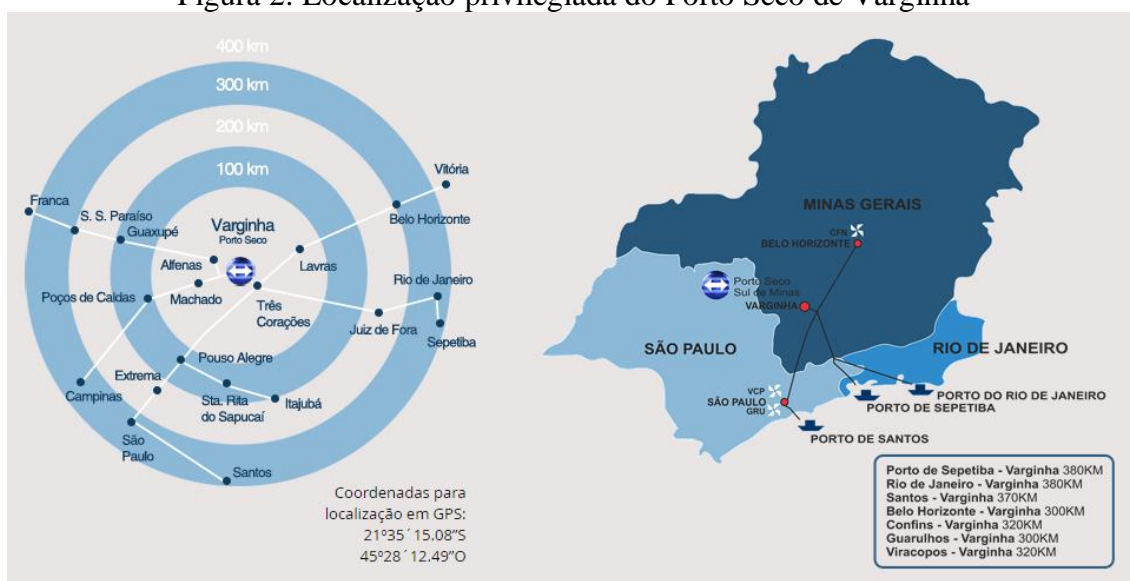 Figura 2: Localização privilegiada do Porto Seco de Varginha
400 km
300 km
200 km
100 km
Vitória
Franca
S. S. Paraíso
Guaxupé
Varginha
Porto Seco
Belo Horizonte
Alfenas
Lavras
Rio de Janeiro
Poços de Caldas
Machado
Três
Corações
Juiz de Fora
Sepetiba
Pouso Alegre
Extrema
Campinas
Sta. Rita
do Sapucaí
Itajubá
São
Paulo
Santos
Coordenadas para
localização em GPS:
21º35´15.08”S
45º28´12.49”O
MINAS GERAIS
CFN
BELO HORIZONTE
Porto Seco
Sul de Minas
VARGINHA
SÃO PAULO
RIO DE JANEIRO
VCP
SÃO PAULO
GRU
PORTO DO RIO DE JANEIRO
PORTO DE SEPETIBA
PORTO DE SANTOS
Porto de Sepetiba - Varginha 380KM
Rio de Janeiro - Varginha 380KM
Santos - Varginha 370KM
Belo Horizonte - Varginha 300KM
Confins - Varginha 320KM
Guarulhos - Varginha 300KM
Viracopos - Varginha 320KM